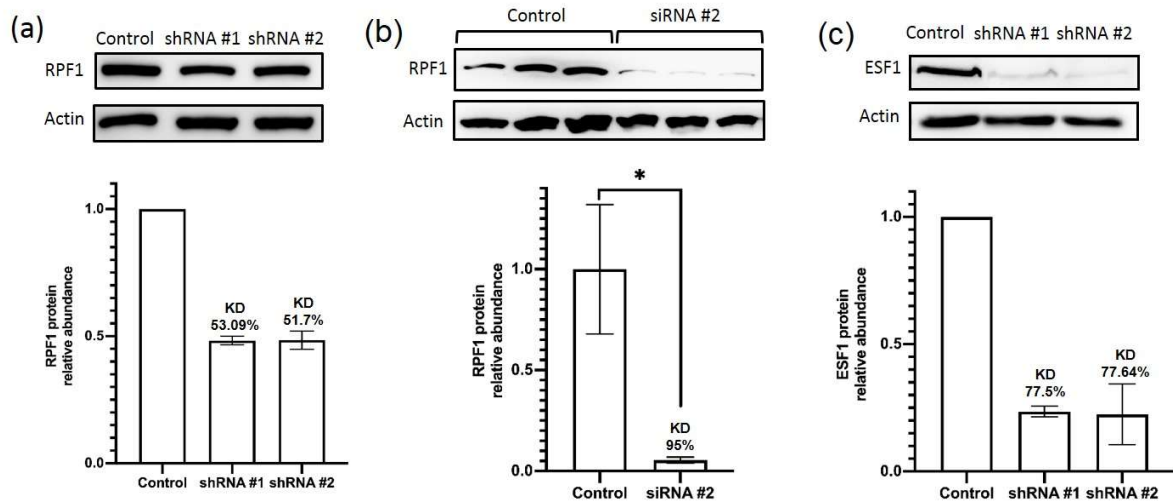 (a)
Control shRNA #1 shRNA #2
RPF1
Actin
1.0
0.5
0.0
RPF1 protein
relative abundance
KD
53.09%
KD
51.7%
Control shRNA #1 shRNA #2
(b)
Control siRNA #2
RPF1
Actin
*
1.0
0.5
0.0
RPF1 protein
relative abundance
KD
95%
Control siRNA #2
(c)
Control shRNA #1 shRNA #2
ESF1
Actin
1.0
0.5
0.0
ESF1 protein
relative abundance
KD
77.5%
KD
77.64%
Control shRNA #1 shRNA #2